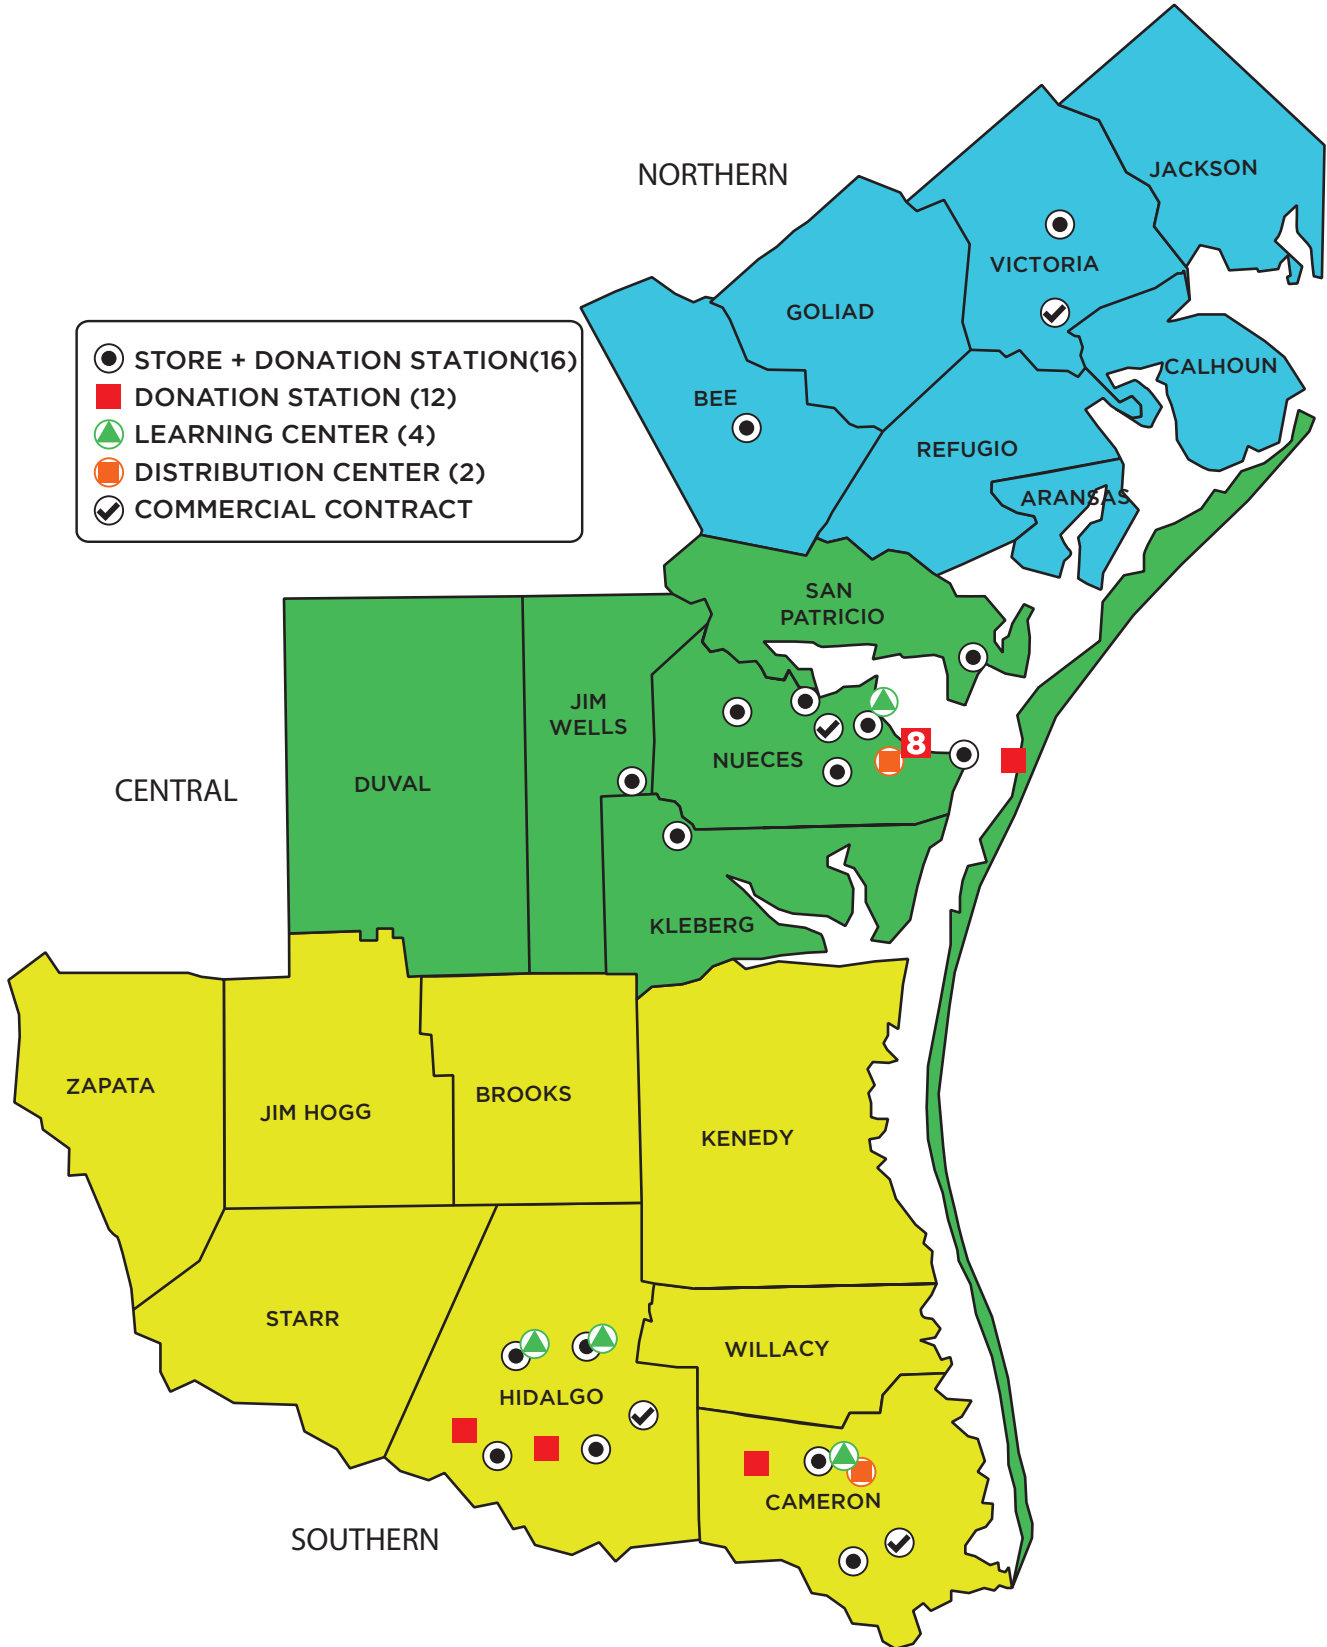 NORTHERN
JACKSON
VICTORIA
GOLIAD
STORE + DONATION STATION(16)
DONATION STATION (12)
LEARNING CENTER (4)
DISTRIBUTION CENTER (2)
COMMERCIAL CONTRACT
CALHOUN
BEE
REFUGIO
ARANSAS
SAN
PATRICIO
JIM
WELLS
8
NUECES
CENTRAL
DUVAL
KLEBERG
ZAPATA
JIM HOGG
BROOKS
KENEDY
STARR
WILLACY
HIDALGO
CAMERON
SOUTHERN